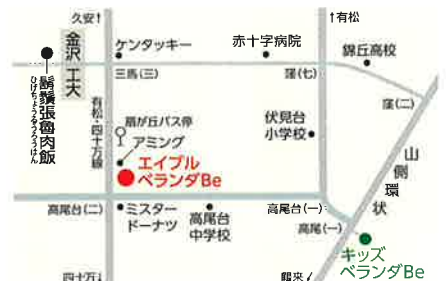 久安↑
↑有松
金沢工大
ケンタッキー
赤十字病院
錦丘高校
三馬(三)
窪(七)
窪(二)
鬍鬚張魯肉飯
ひげちょうるうろうはん
有松・四十万線
扇が丘バス停
アミング
伏見台
小学校
山側環状
エイブル
ベランダBe
高尾台(二)
ミスター
ドーナツ
高尾台
中学校
高尾台(一)
高尾(一)
キッズ
ベランダBe
四十万↓
鶴来↙